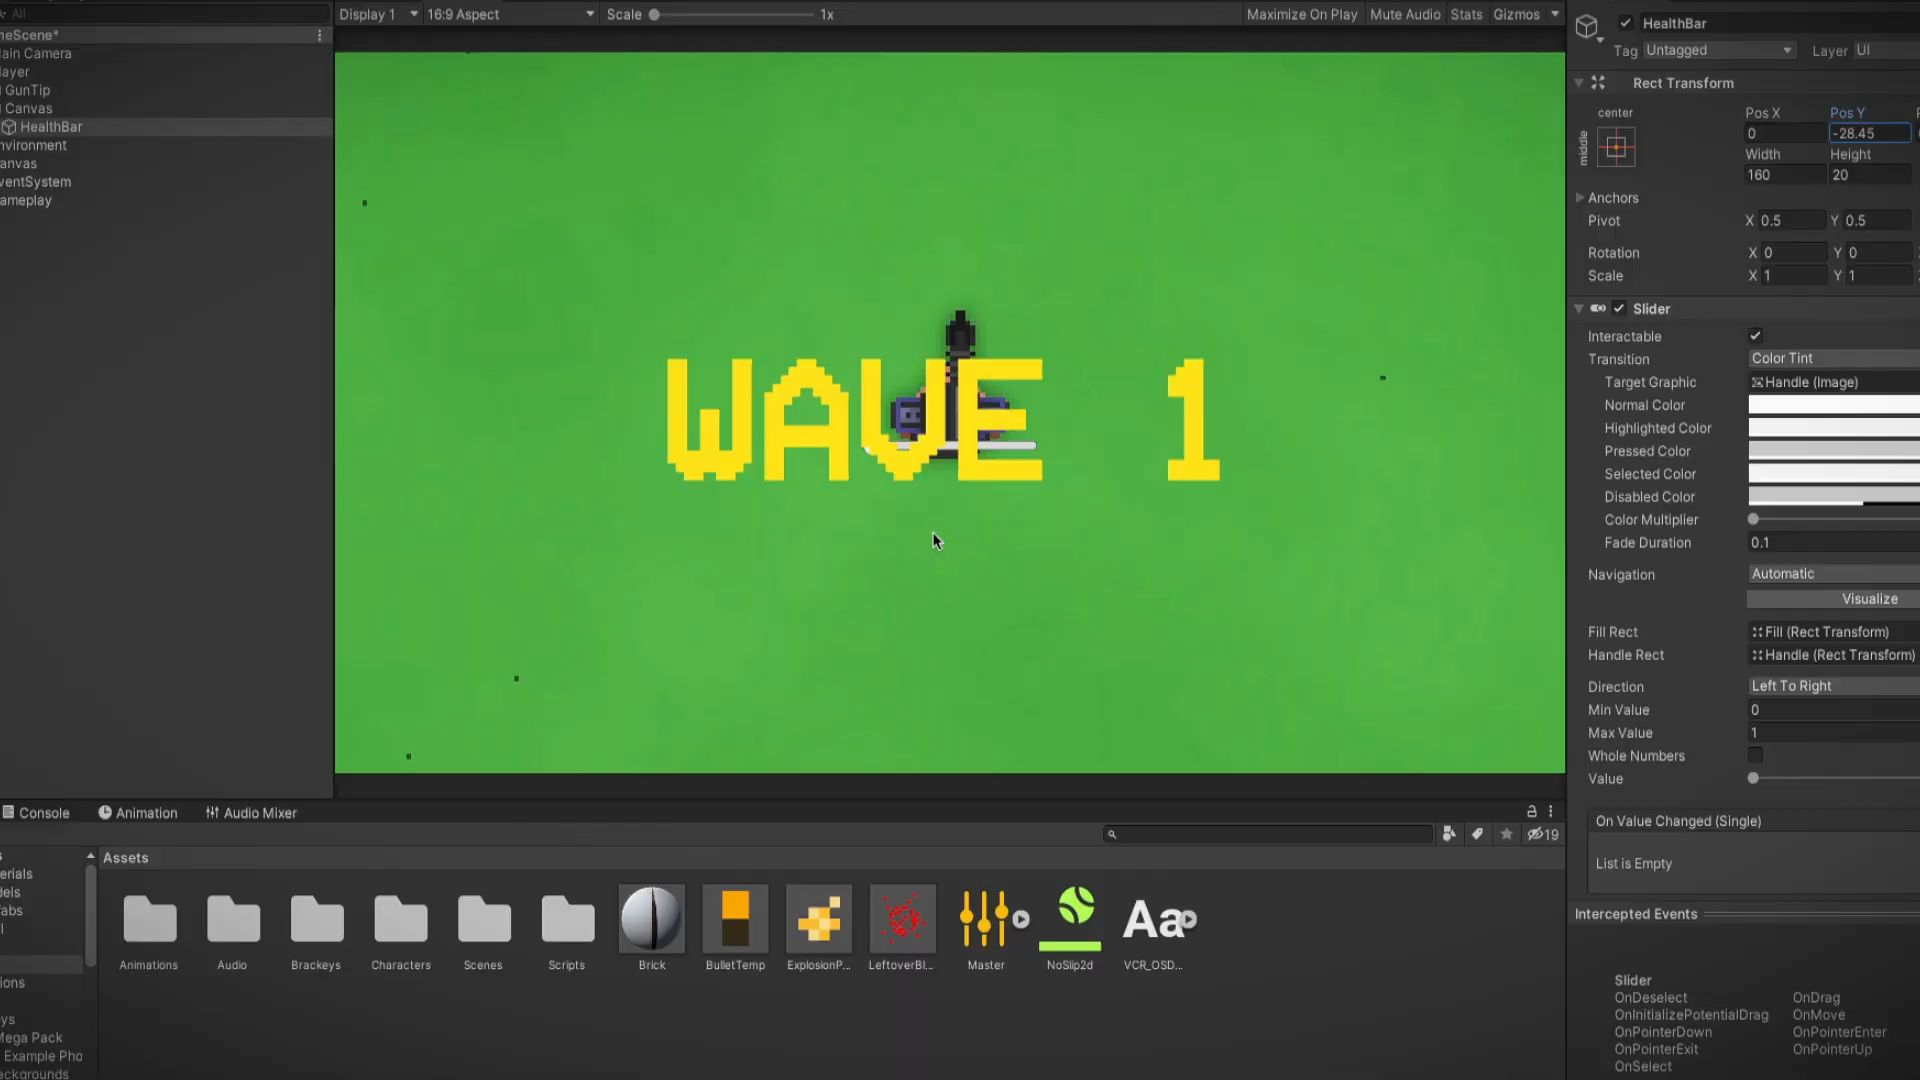 All
Display 1
16:9 Aspect
Scale
1x
Maximize On Play
Mute Audio
Stats
Gizmos
neScene*
ain Camera
layer
GunTip
Canvas
HealthBar
nvironment
anvas
ventSystem
ameplay
WAVE 1
HealthBar
Tag
Untagged
Layer
UI
Rect Transform
center
middle
Pos X
Pos Y
0
-28.45
Width
Height
160
20
Anchors
Pivot
X 0.5
Y 0.5
Rotation
X 0
Y 0
Scale
X 1
Y 1
Slider
Interactable
Transition
Color Tint
Target Graphic
Handle (Image)
Normal Color
Highlighted Color
Pressed Color
Selected Color
Disabled Color
Color Multiplier
Fade Duration
0.1
Navigation
Automatic
Visualize
Fill Rect
Fill (Rect Transform)
Handle Rect
Handle (Rect Transform)
Direction
Left To Right
Min Value
0
Max Value
1
Whole Numbers
Value
On Value Changed (Single)
List is Empty
Intercepted Events
Slider
OnDeselect
OnDrag
OnInitializePotentialDrag
OnMove
OnPointerDown
OnPointerEnter
OnPointerExit
OnPointerUp
OnSelect
Console
Animation
Audio Mixer
19
s
erials
dels
abs
l
ions
ys
Mega Pack
Example Pho
ackgrounds
Assets
Animations
Audio
Brackeys
Characters
Scenes
Scripts
Brick
BulletTemp
ExplosionP...
LeftoverBl...
Master
NoSlip2d
Aa
VCR_OSD...